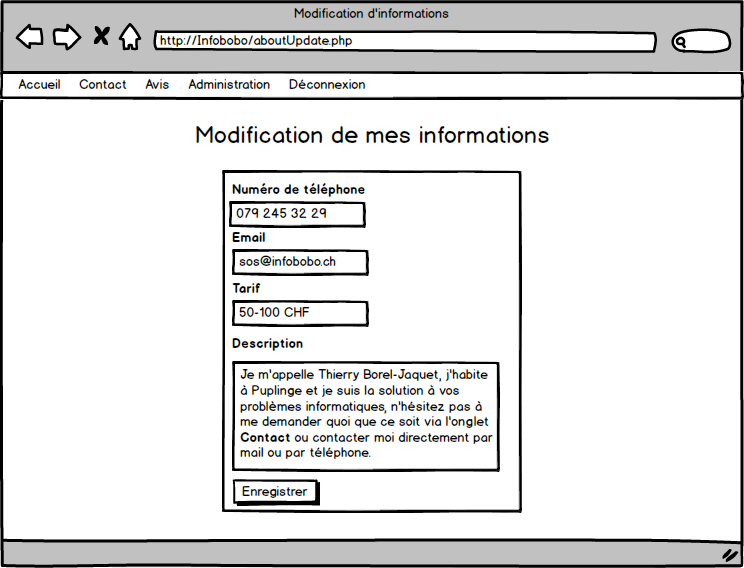 Modification d'informations
http://Infobobo/aboutUpdate.php
Accueil Contact Avis Administration Déconnexion
Modification de mes informations
Numéro de téléphone
079 245 32 29
Email
sos@infobobo.ch
Tarif
50-100 CHF
Description
Je m'appelle Thierry Borel-Jaquet, j'habite
à Puplinge et je suis la solution à vos
problèmes informatiques, n'hésitez pas à
me demander quoi que ce soit via l'onglet
Contact ou contacter moi directement par
mail ou par téléphone.
Enregistrer